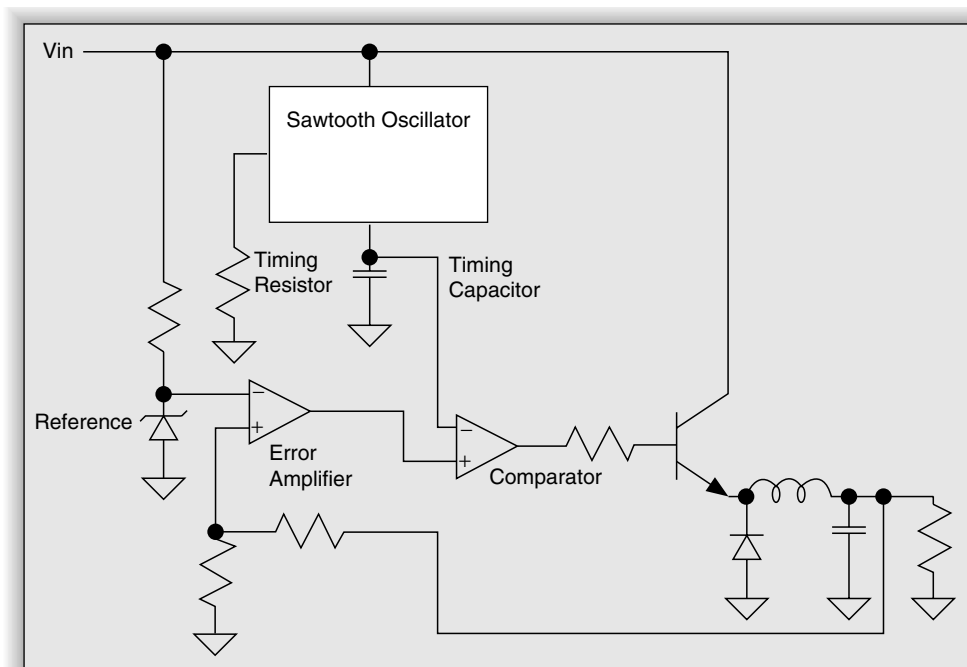 Vin
Sawtooth Oscillator
Timing
Resistor
Timing
Capacitor
Reference
−
+
Error
Amplifier
−
+
Comparator